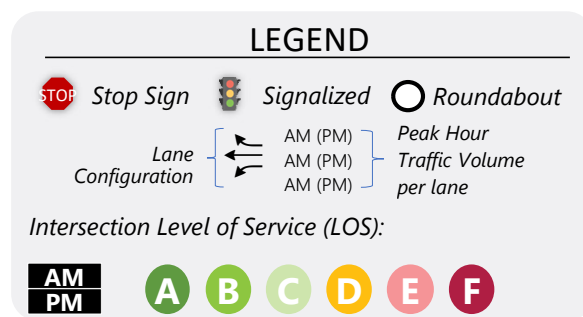 LEGEND
STOP Stop Sign Signalized Roundabout
Lane Configuration
AM (PM)
AM (PM)
AM (PM)
Peak Hour
Traffic Volume
per lane
Intersection Level of Service (LOS):
AM
PM
A B C D E F